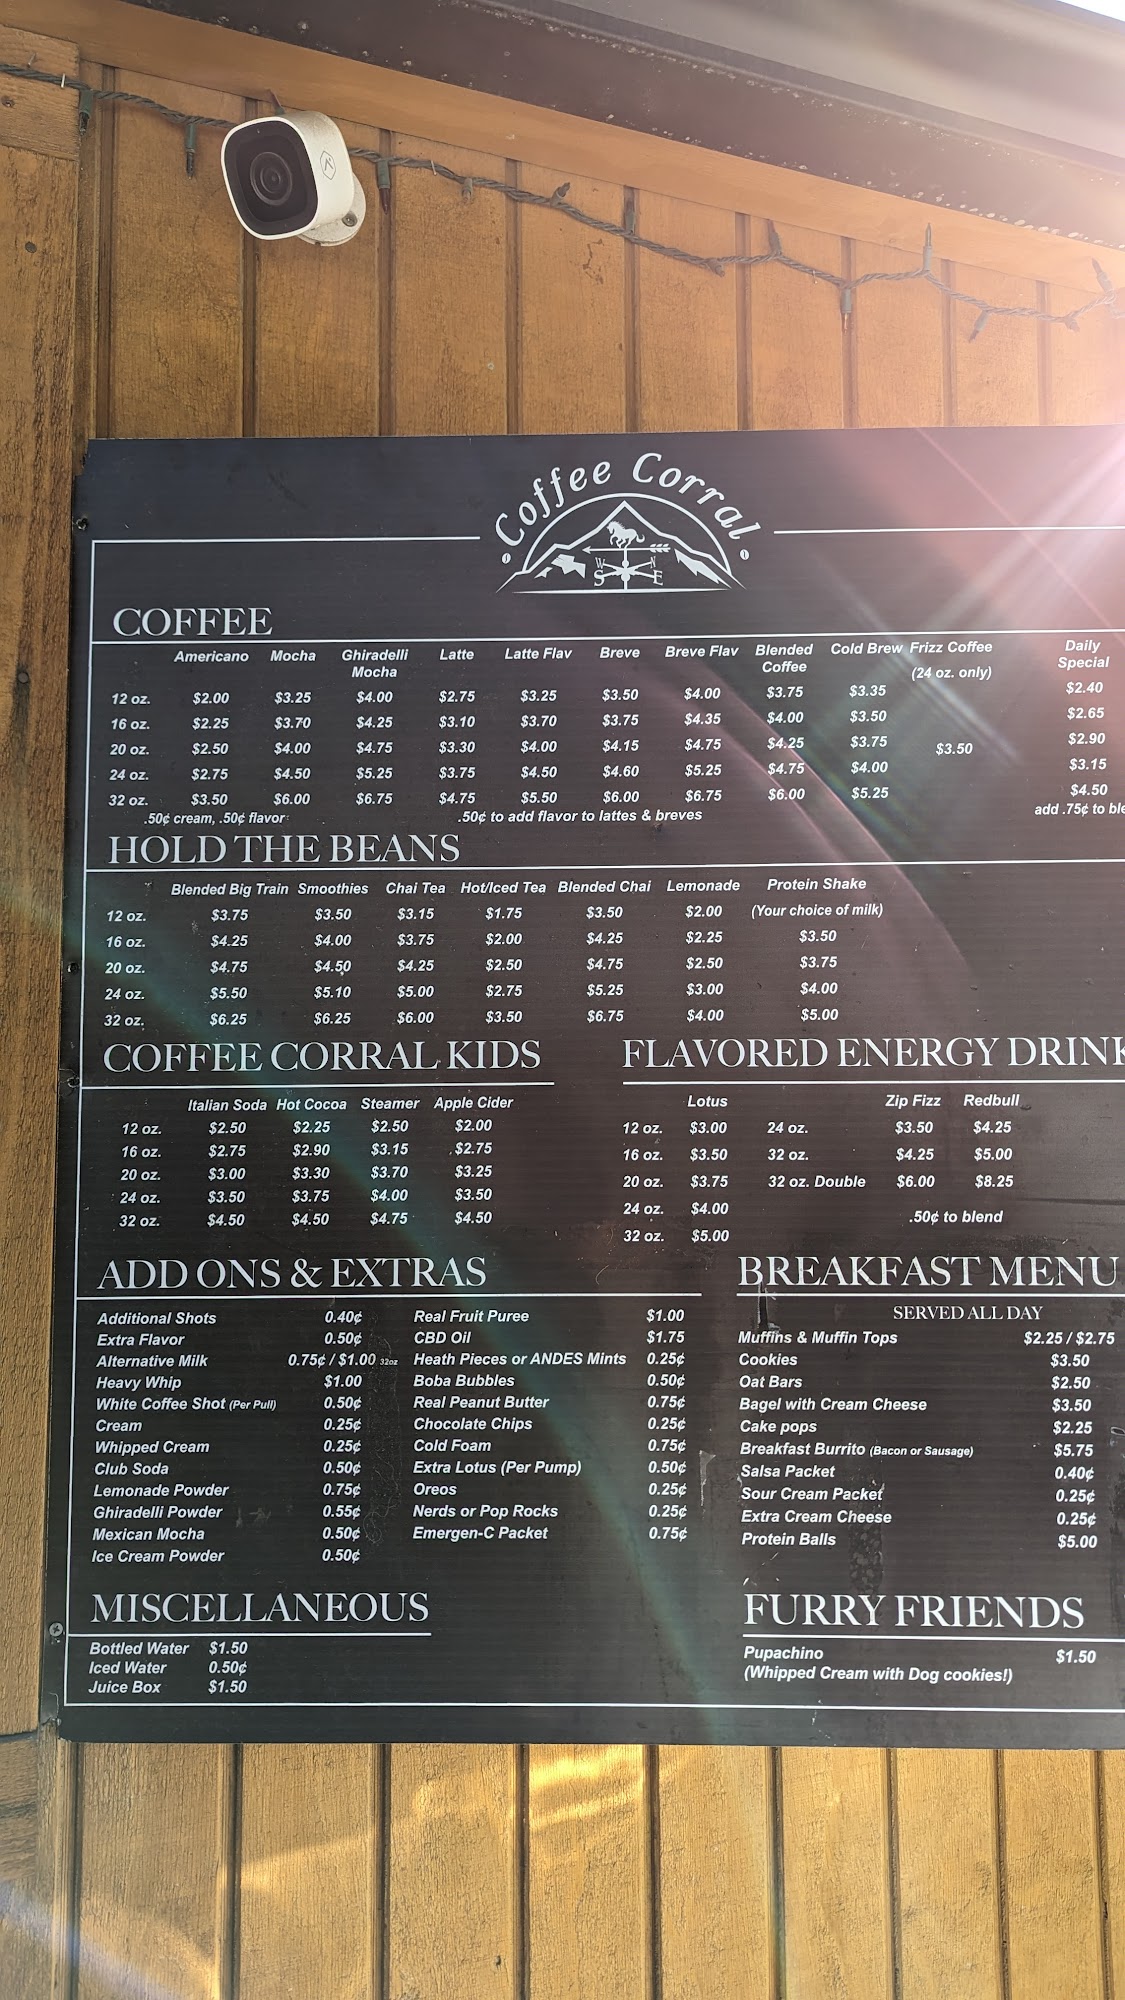 Coffee Corral
W N
S E
COFFEE
Americano Mocha Ghiradelli Mocha Latte Latte Flav Breve Breve Flav Blended Coffee Cold Brew Frizz Coffee (24 oz. only) Daily Special
12 oz. $2.00 $3.25 $4.00 $2.75 $3.25 $3.50 $4.00 $3.75 $3.35 $2.40
16 oz. $2.25 $3.70 $4.25 $3.10 $3.70 $3.75 $4.35 $4.00 $3.50 $2.65
20 oz. $2.50 $4.00 $4.75 $3.30 $4.00 $4.15 $4.75 $4.25 $3.75 $3.50 $2.90
24 oz. $2.75 $4.50 $5.25 $3.75 $4.50 $4.60 $5.25 $4.75 $4.00 $3.15
32 oz. $3.50 $6.00 $6.75 $4.75 $5.50 $6.00 $6.75 $6.00 $5.25 $4.50
.50¢ cream, .50¢ flavor .50¢ to add flavor to lattes & breves add .75¢ to ble
HOLD THE BEANS
Blended Big Train Smoothies Chai Tea Hot/Iced Tea Blended Chai Lemonade Protein Shake
12 oz. $3.75 $3.50 $3.15 $1.75 $3.50 $2.00 (Your choice of milk)
16 oz. $4.25 $4.00 $3.75 $2.00 $4.25 $2.25 $3.50
20 oz. $4.75 $4.50 $4.25 $2.50 $4.75 $2.50 $3.75
24 oz. $5.50 $5.10 $5.00 $2.75 $5.25 $3.00 $4.00
32 oz. $6.25 $6.25 $6.00 $3.50 $6.75 $4.00 $5.00
COFFEE CORRAL KIDS
Italian Soda Hot Cocoa Steamer Apple Cider
12 oz. $2.50 $2.25 $2.50 $2.00
16 oz. $2.75 $2.90 $3.15 $2.75
20 oz. $3.00 $3.30 $3.70 $3.25
24 oz. $3.50 $3.75 $4.00 $3.50
32 oz. $4.50 $4.50 $4.75 $4.50
FLAVORED ENERGY DRINK
Lotus Zip Fizz Redbull
12 oz. $3.00 24 oz. $3.50 $4.25
16 oz. $3.50 32 oz. $4.25 $5.00
20 oz. $3.75 32 oz. Double $6.00 $8.25
24 oz. $4.00 .50¢ to blend
32 oz. $5.00
ADD ONS & EXTRAS
Additional Shots 0.40¢
Extra Flavor 0.50¢
Alternative Milk 0.75¢ / $1.00 32oz
Heavy Whip $1.00
White Coffee Shot (Per Pull) 0.50¢
Cream 0.25¢
Whipped Cream 0.25¢
Club Soda 0.50¢
Lemonade Powder 0.75¢
Ghiradelli Powder 0.55¢
Mexican Mocha 0.50¢
Ice Cream Powder 0.50¢
Real Fruit Puree $1.00
CBD Oil $1.75
Heath Pieces or ANDES Mints 0.25¢
Boba Bubbles 0.50¢
Real Peanut Butter 0.75¢
Chocolate Chips 0.25¢
Cold Foam 0.75¢
Extra Lotus (Per Pump) 0.50¢
Oreos 0.25¢
Nerds or Pop Rocks 0.25¢
Emergen-C Packet 0.75¢
BREAKFAST MENU
SERVED ALL DAY
Muffins & Muffin Tops $2.25 / $2.75
Cookies $3.50
Oat Bars $2.50
Bagel with Cream Cheese $3.50
Cake pops $2.25
Breakfast Burrito (Bacon or Sausage) $5.75
Salsa Packet 0.40¢
Sour Cream Packet 0.25¢
Extra Cream Cheese 0.25¢
Protein Balls $5.00
MISCELLANEOUS
Bottled Water $1.50
Iced Water 0.50¢
Juice Box $1.50
FURRY FRIENDS
Pupachino $1.50
(Whipped Cream with Dog cookies!)